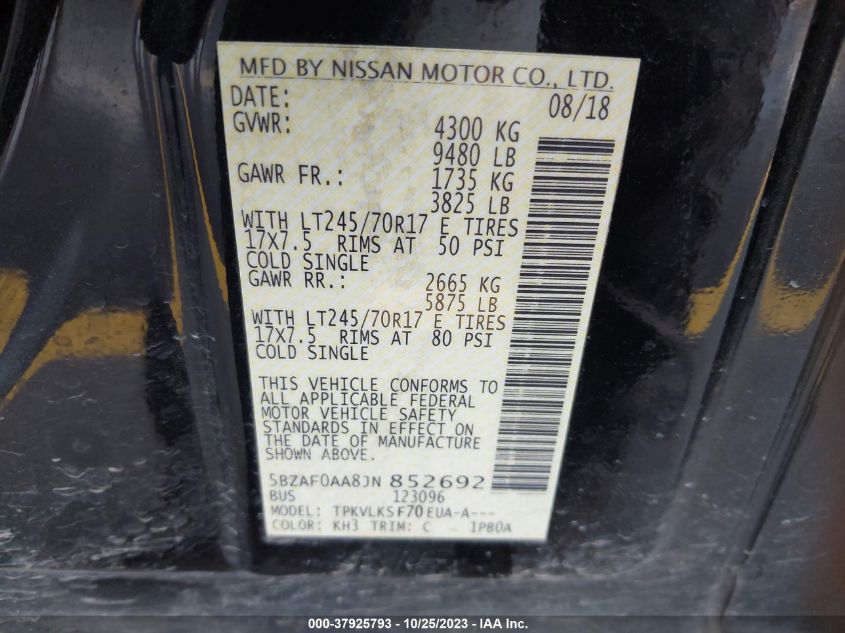 MFD BY NISSAN MOTOR CO., LTD.
DATE: 08/18
GVWR: 4300 KG
9480 LB
GAWR FR.: 1735 KG
3825 LB
WITH LT245/70R17 E TIRES
17X7.5 RIMS AT 50 PSI
COLD SINGLE
GAWR RR.: 2665 KG
5875 LB
WITH LT245/70R17 E TIRES
17X7.5 RIMS AT 80 PSI
COLD SINGLE
THIS VEHICLE CONFORMS TO
ALL APPLICABLE FEDERAL
MOTOR VEHICLE SAFETY
STANDARDS IN EFFECT ON
THE DATE OF MANUFACTURE
SHOWN ABOVE.
5BZAF0AA8JN 852692
BUS 123096
MODEL: TPKVLKSF70EUA-A---
COLOR: KH3 TRIM: C - 1PB0A
000-37925793 - 10/25/2023 - IAA Inc.